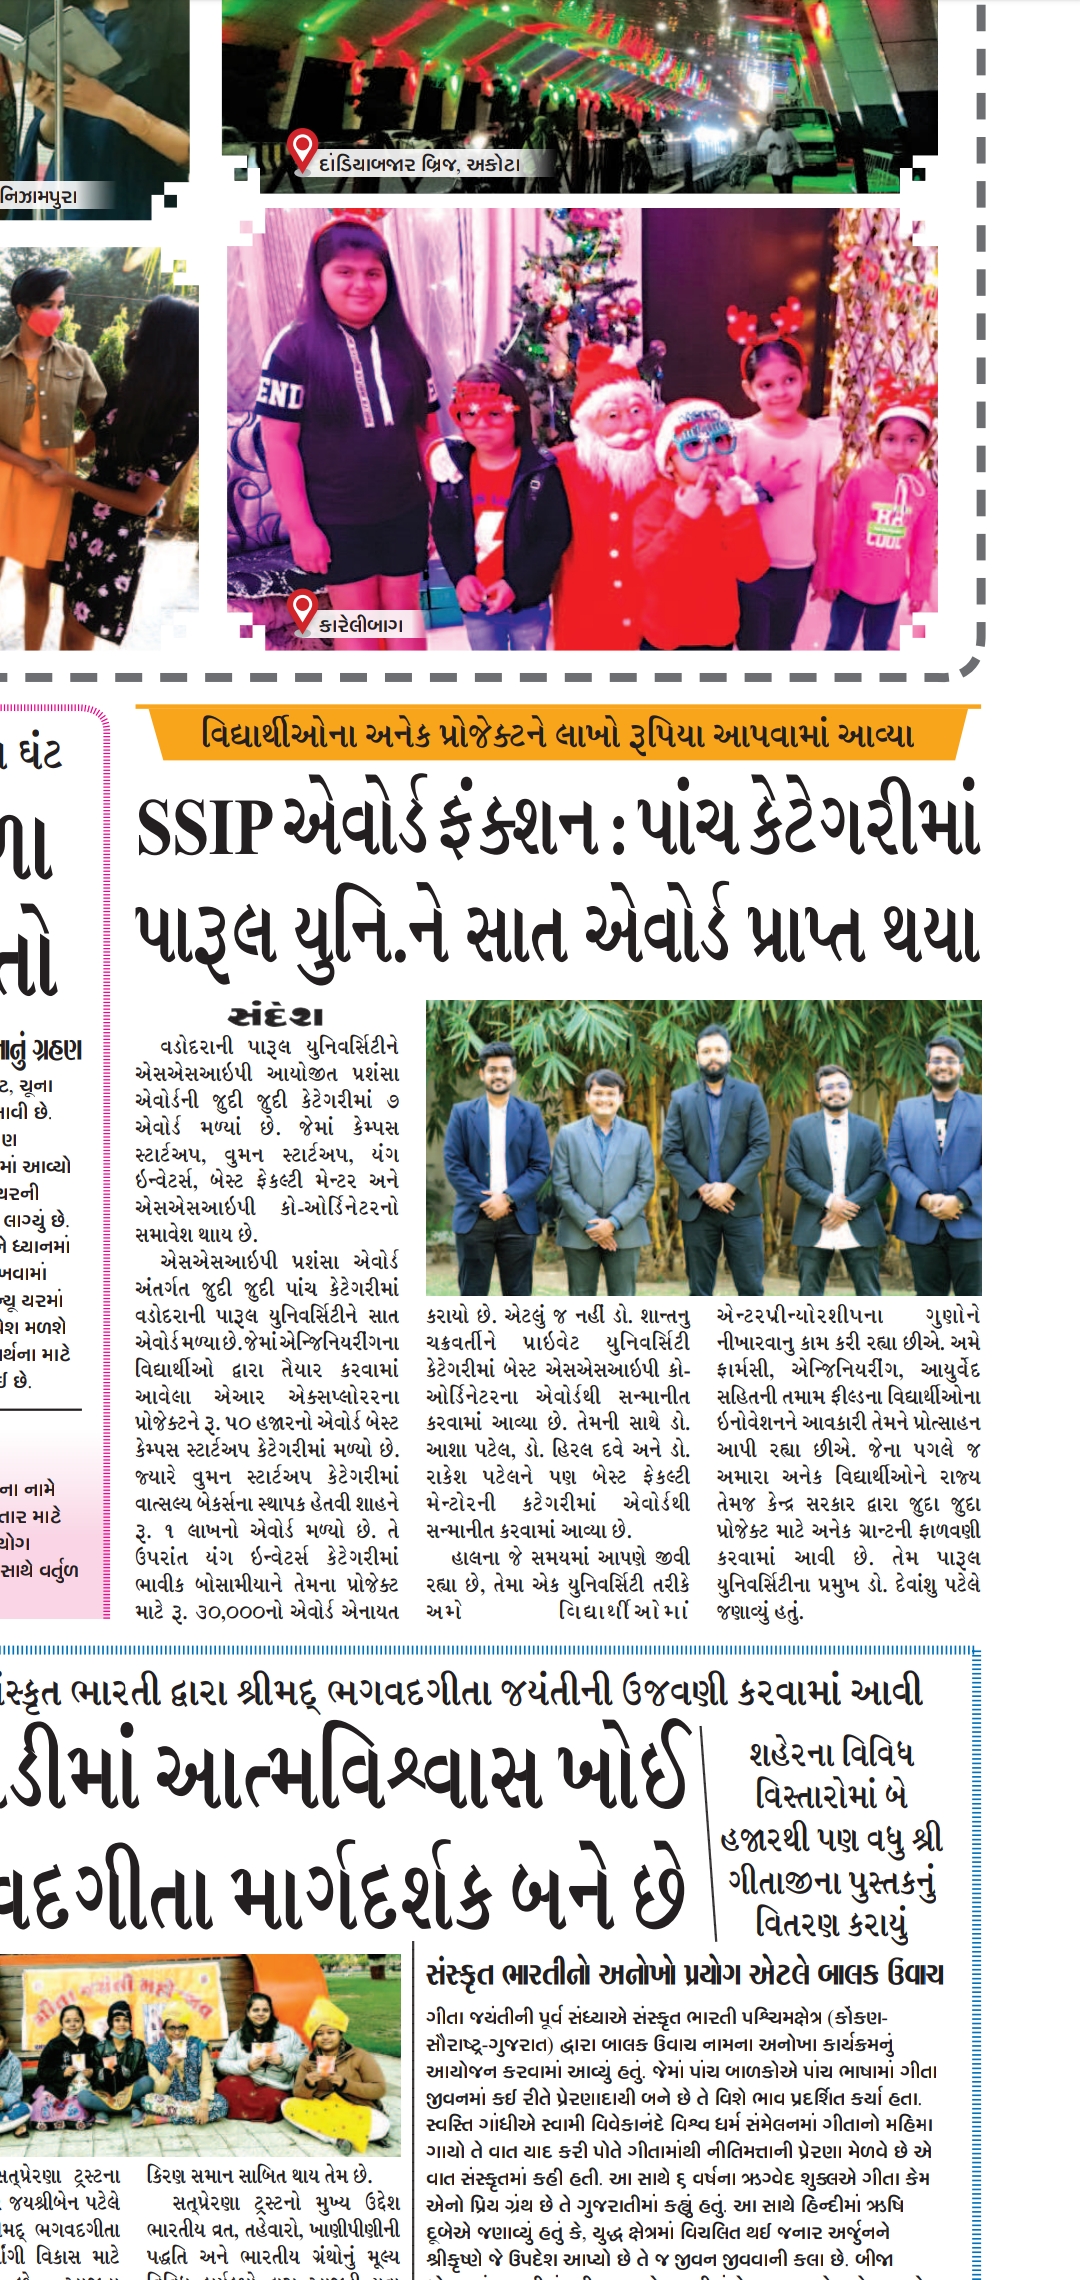 નિઝામપુરા
દાંડિયાબજાર બ્રિજ, અકોટા
END
કારેલીબાગ
વિદ્યાર્થીઓના અનેક પ્રોજેક્ટને લાખો રૂપિયા આપવામાં આવ્યા
SSIP એવોર્ડ ફંક્શન : પાંચ કેટેગરીમાં
પારૂલ યુનિ.ને સાત એવોર્ડ પ્રાપ્ત થયા
સંદેશ
વડોદરાની પારૂલ યુનિવર્સિટીને
એસએસઆઇપી આયોજીત પ્રશંસા
એવોર્ડની જુદી જુદી કેટેગરીમાં ૭
એવોર્ડ મળ્યાં છે. જેમાં કેમ્પસ
સ્ટાર્ટઅપ, વુમન સ્ટાર્ટઅપ, યંગ
ઇન્વેટર્સ, બેસ્ટ ફેકલ્ટી મેન્ટર અને
એસએસઆઇપી કો-ઓર્ડિનેટરનો
સમાવેશ થાાય છે.
એસએસઆઇપી પ્રશંસા એવોર્ડ
અંતર્ગત જુદી જુદી પાંચ કેટેગરીમાં
વડોદરાની પારૂલ યુનિવર્સિટીને સાત
એવોર્ડ મળ્યા છે. જેમાં એન્જિનિયરીંગના
વિદ્યાર્થીઓ દ્વારા તૈયાર કરવામાં
આવેલા એઆર એક્સપ્લોરરના
પ્રોજેક્ટને રૂ. ૫૦ હજારનો એવોર્ડ બેસ્ટ
કેમ્પસ સ્ટાર્ટઅપ કેટેગરીમાં મળ્યો છે.
જ્યારે વુમન સ્ટાર્ટઅપ કેટેગરીમાં
વાત્સલ્ય બેકર્સના સ્થાપક હેતવી શાહને
રૂ. ૧ લાખનો એવોર્ડ મળ્યો છે. તે
ઉપરાંત યંગ ઇન્વેટર્સ કેટેગરીમાં
ભાવીક બોસામીયાને તેમના પ્રોજેક્ટ
માટે રૂ. ૩૦,૦૦૦નો એવોર્ડ એનાયત
કરાયો છે. એટલું જ નહીં ડો. શાન્તનુ
ચક્રવર્તીને પ્રાઇવેટ યુનિવર્સિટી
કેટેગરીમાં બેસ્ટ એસએસઆઇપી કો-
ઓર્ડિનેટરના એવોર્ડથી સન્માનીત
કરવામાં આવ્યા છે. તેમની સાથે ડો.
આશા પટેલ, ડો. હિરલ દવે અને ડો.
રાકેશ પટેલને પણ બેસ્ટ ફેકલ્ટી
મેન્ટોરની કટેગરીમાં એવોર્ડથી
સન્માનીત કરવામાં આવ્યા છે.
હાલના જે સમયમાં આપણે જીવી
રહ્યા છે, તેમા એક યુનિવર્સિટી તરીકે
અમે વિદ્યાર્થીઓમાં
એન્ટરપ્રીન્યોરશીપના ગુણોને
નીખારવાનુ કામ કરી રહ્યા છીએ. અમે
ફાર્મસી, એન્જિનિયરીંગ, આયુર્વેદ
સહિતની તમામ ફીલ્ડના વિદ્યાર્થીઓના
ઇનોવેશનને આવકારી તેમને પ્રોત્સાહન
આપી રહ્યા છીએ. જેના પગલે જ
અમારા અનેક વિદ્યાર્થીઓને રાજ્ય
તેમજ કેન્દ્ર સરકાર દ્વારા જુદા જુદા
પ્રોજેક્ટ માટે અનેક ગ્રાન્ટની ફાળવણી
કરવામાં આવી છે. તેમ પારૂલ
યુનિવર્સિટીના પ્રમુખ ડો. દેવાંશુ પટેલે
જણાવ્યું હતું.
ઘંટ
ળા
તો
નું ગ્રહણ
ટ, ચૂના
ાવી છે.
ણ
માં આવ્યો
યરની
લાગ્યું છે.
ને ધ્યાનમાં
ખવામાં
ન્યૂ યરમાં
વેશ મળશે
ર્થના માટે
ઈ છે.
ના નામે
તાર માટે
યોગ
સાથે વર્તુળ
સંસ્કૃત ભારતી દ્વારા શ્રીમદ્ ભગવદગીતા જયંતીની ઉજવણી કરવામાં આવી
ડીમાં આત્મવિશ્વાસ ખોઈ
વદગીતા માર્ગદર્શક બને છે
શહેરના વિવિધ
વિસ્તારોમાં બે
હજારથી પણ વધુ શ્રી
ગીતાજીના પુસ્તકનું
વિતરણ કરાયું
ગીતા જયંતી મહોત્સવ
સત્પ્રેરણા ટ્રસ્ટના
જયશ્રીબેન પટેલે
મદ્ ભગવદગીતા
ંગી વિકાસ માટે
કિરણ સમાન સાબિત થાય તેમ છે.
સત્પ્રેરણા ટ્રસ્ટનો મુખ્ય ઉદ્દેશ
ભારતીય વ્રત, તહેવારો, ખાણીપીણીની
પદ્ધતિ અને ભારતીય ગ્રંથોનું મૂલ્ય
સંસ્કૃત ભારતીનો અનોખો પ્રયોગ એટલે બાલક ઉવાચ
ગીતા જયંતીની પૂર્વ સંધ્યાએ સંસ્કૃત ભારતી પશ્ચિમક્ષેત્ર (કોંકણ-
સૌરાષ્ટ્ર-ગુજરાત) દ્વારા બાલક ઉવાચ નામના અનોખા કાર્યક્રમનું
આયોજન કરવામાં આવ્યું હતું. જેમાં પાંચ બાળકોએ પાંચ ભાષામાં ગીતા
જીવનમાં કઈ રીતે પ્રેરણાદાયી બને છે તે વિશે ભાવ પ્રદર્શિત કર્યા હતા.
સ્વસ્તિ ગાંધીએ સ્વામી વિવેકાનંદે વિશ્વ ધર્મ સંમેલનમાં ગીતાનો મહિમા
ગાયો તે વાત યાદ કરી પોતે ગીતામાંથી નીતિમત્તાની પ્રેરણા મેળવે છે એ
વાત સંસ્કૃતમાં કહી હતી. આ સાથે ૬ વર્ષના ઋગ્વેદ શુક્લએ ગીતા કેમ
એનો પ્રિય ગ્રંથ છે તે ગુજરાતીમાં કહ્યું હતું. આ સાથે હિન્દીમાં ઋષિ
દૂબેએ જણાવ્યું હતું કે, યુદ્ધ ક્ષેત્રમાં વિચલિત થઈ જનાર અર્જુનને
શ્રીકૃષ્ણે જે ઉપદેશ આપ્યો છે તે જ જીવન જીવવાની કલા છે. બીજા